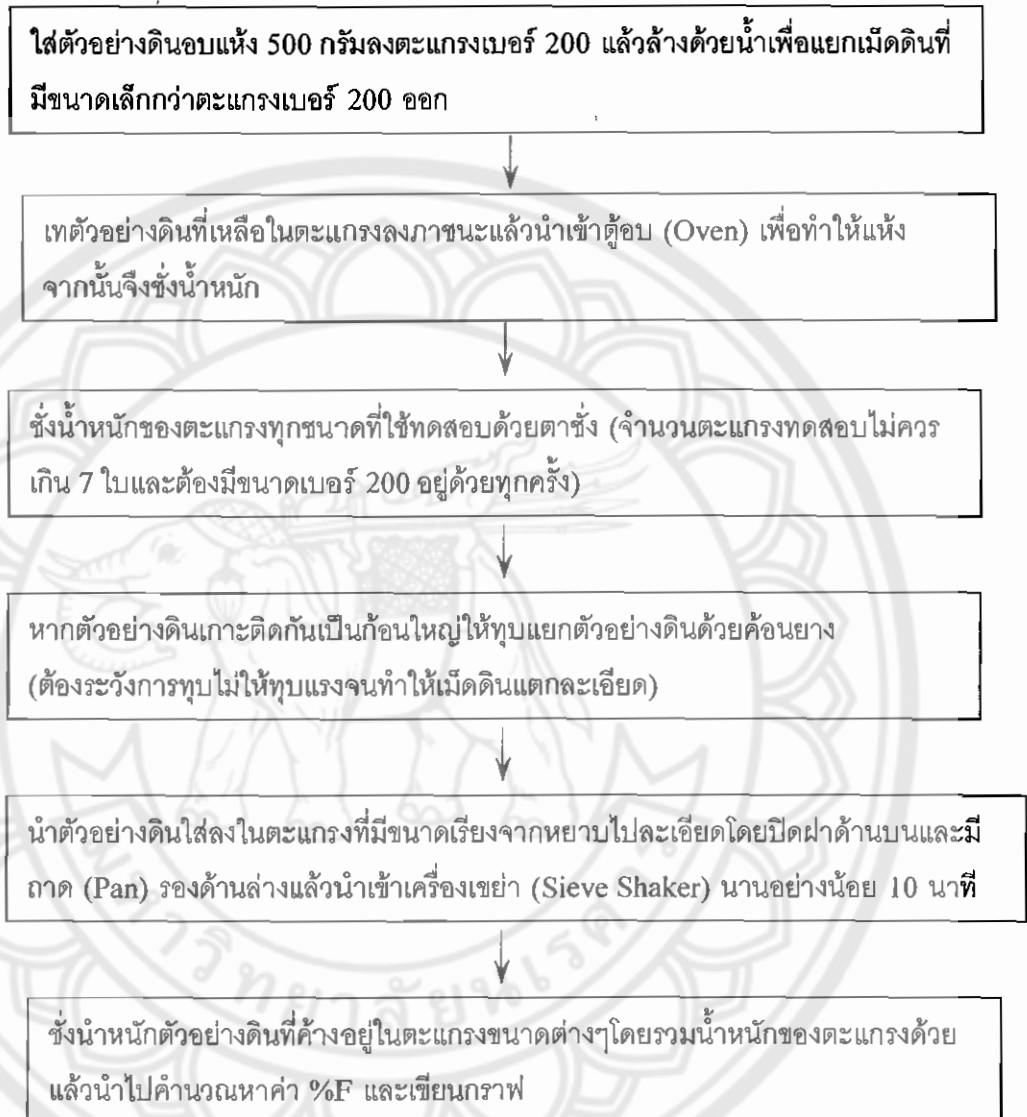 ใส่ตัวอย่างดินอบแห้ง 500 กรัมลงตะแกรงเบอร์ 200 แล้วล้างด้วยน้ำเพื่อแยกเม็ดดินที่
มีขนาดเล็กกว่าตะแกรงเบอร์ 200 ออก
เทตัวอย่างดินที่เหลือในตะแกรงลงภาชนะแล้วนำเข้าตู้อบ (Oven) เพื่อทำให้แห้ง
จากนั้นจึงชั่งน้ำหนัก
ชั่งน้ำหนักของตะแกรงทุกขนาดที่ใช้ทดสอบด้วยตาชั่ง (จำนวนตะแกรงทดสอบไม่ควร
เกิน 7 ใบและต้องมีขนาดเบอร์ 200 อยู่ด้วยทุกครั้ง)
หากตัวอย่างดินเกาะติดกันเป็นก้อนใหญ่ให้ทุบแยกตัวอย่างดินด้วยค้อนยาง
(ต้องระวังการทุบไม่ให้ทุบแรงจนทำให้เม็ดดินแตกละเอียด)
นำตัวอย่างดินใส่ลงในตะแกรงที่มีขนาดเรียงจากหยาบไปละเอียดโดยปิดฝาด้านบนและมี
ถาด (Pan) รองด้านล่างแล้วนำเข้าเครื่องเขย่า (Sieve Shaker) นานอย่างน้อย 10 นาที
ชั่งน้ำหนักตัวอย่างดินที่ค้างอยู่ในตะแกรงขนาดต่างๆโดยรวมน้ำหนักของตะแกรงด้วย
แล้วนำไปคำนวณหาค่า %F และเขียนกราฟ